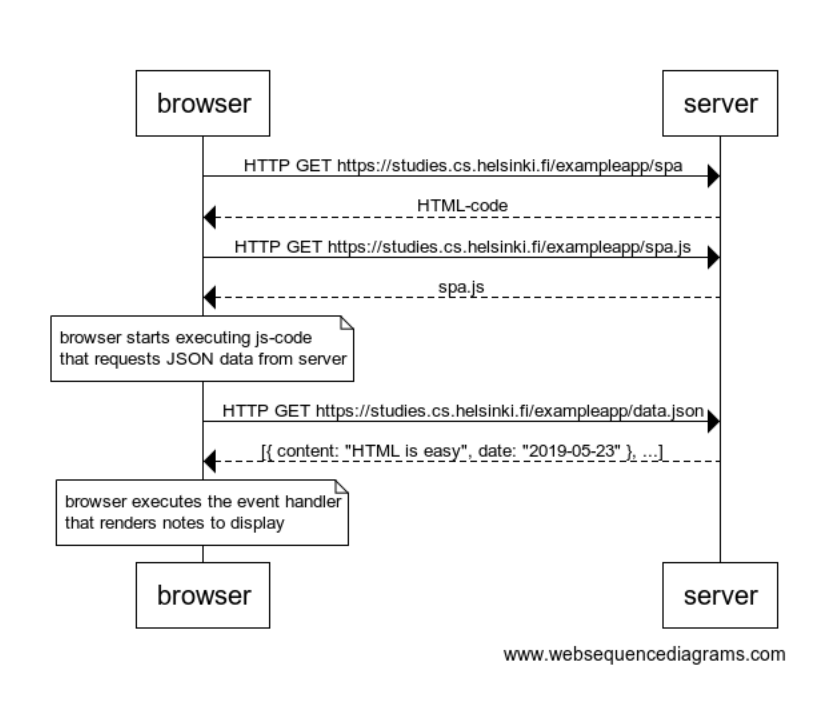 browser
server
HTTP GET https://studies.cs.helsinki.fi/exampleapp/spa
HTML-code
HTTP GET https://studies.cs.helsinki.fi/exampleapp/spa.js
spa.js
browser starts executing js-code
that requests JSON data from server
HTTP GET https://studies.cs.helsinki.fi/exampleapp/data.json
[{ content: "HTML is easy", date: "2019-05-23" }, ...]
browser executes the event handler
that renders notes to display
browser
server
www.websequencediagrams.com